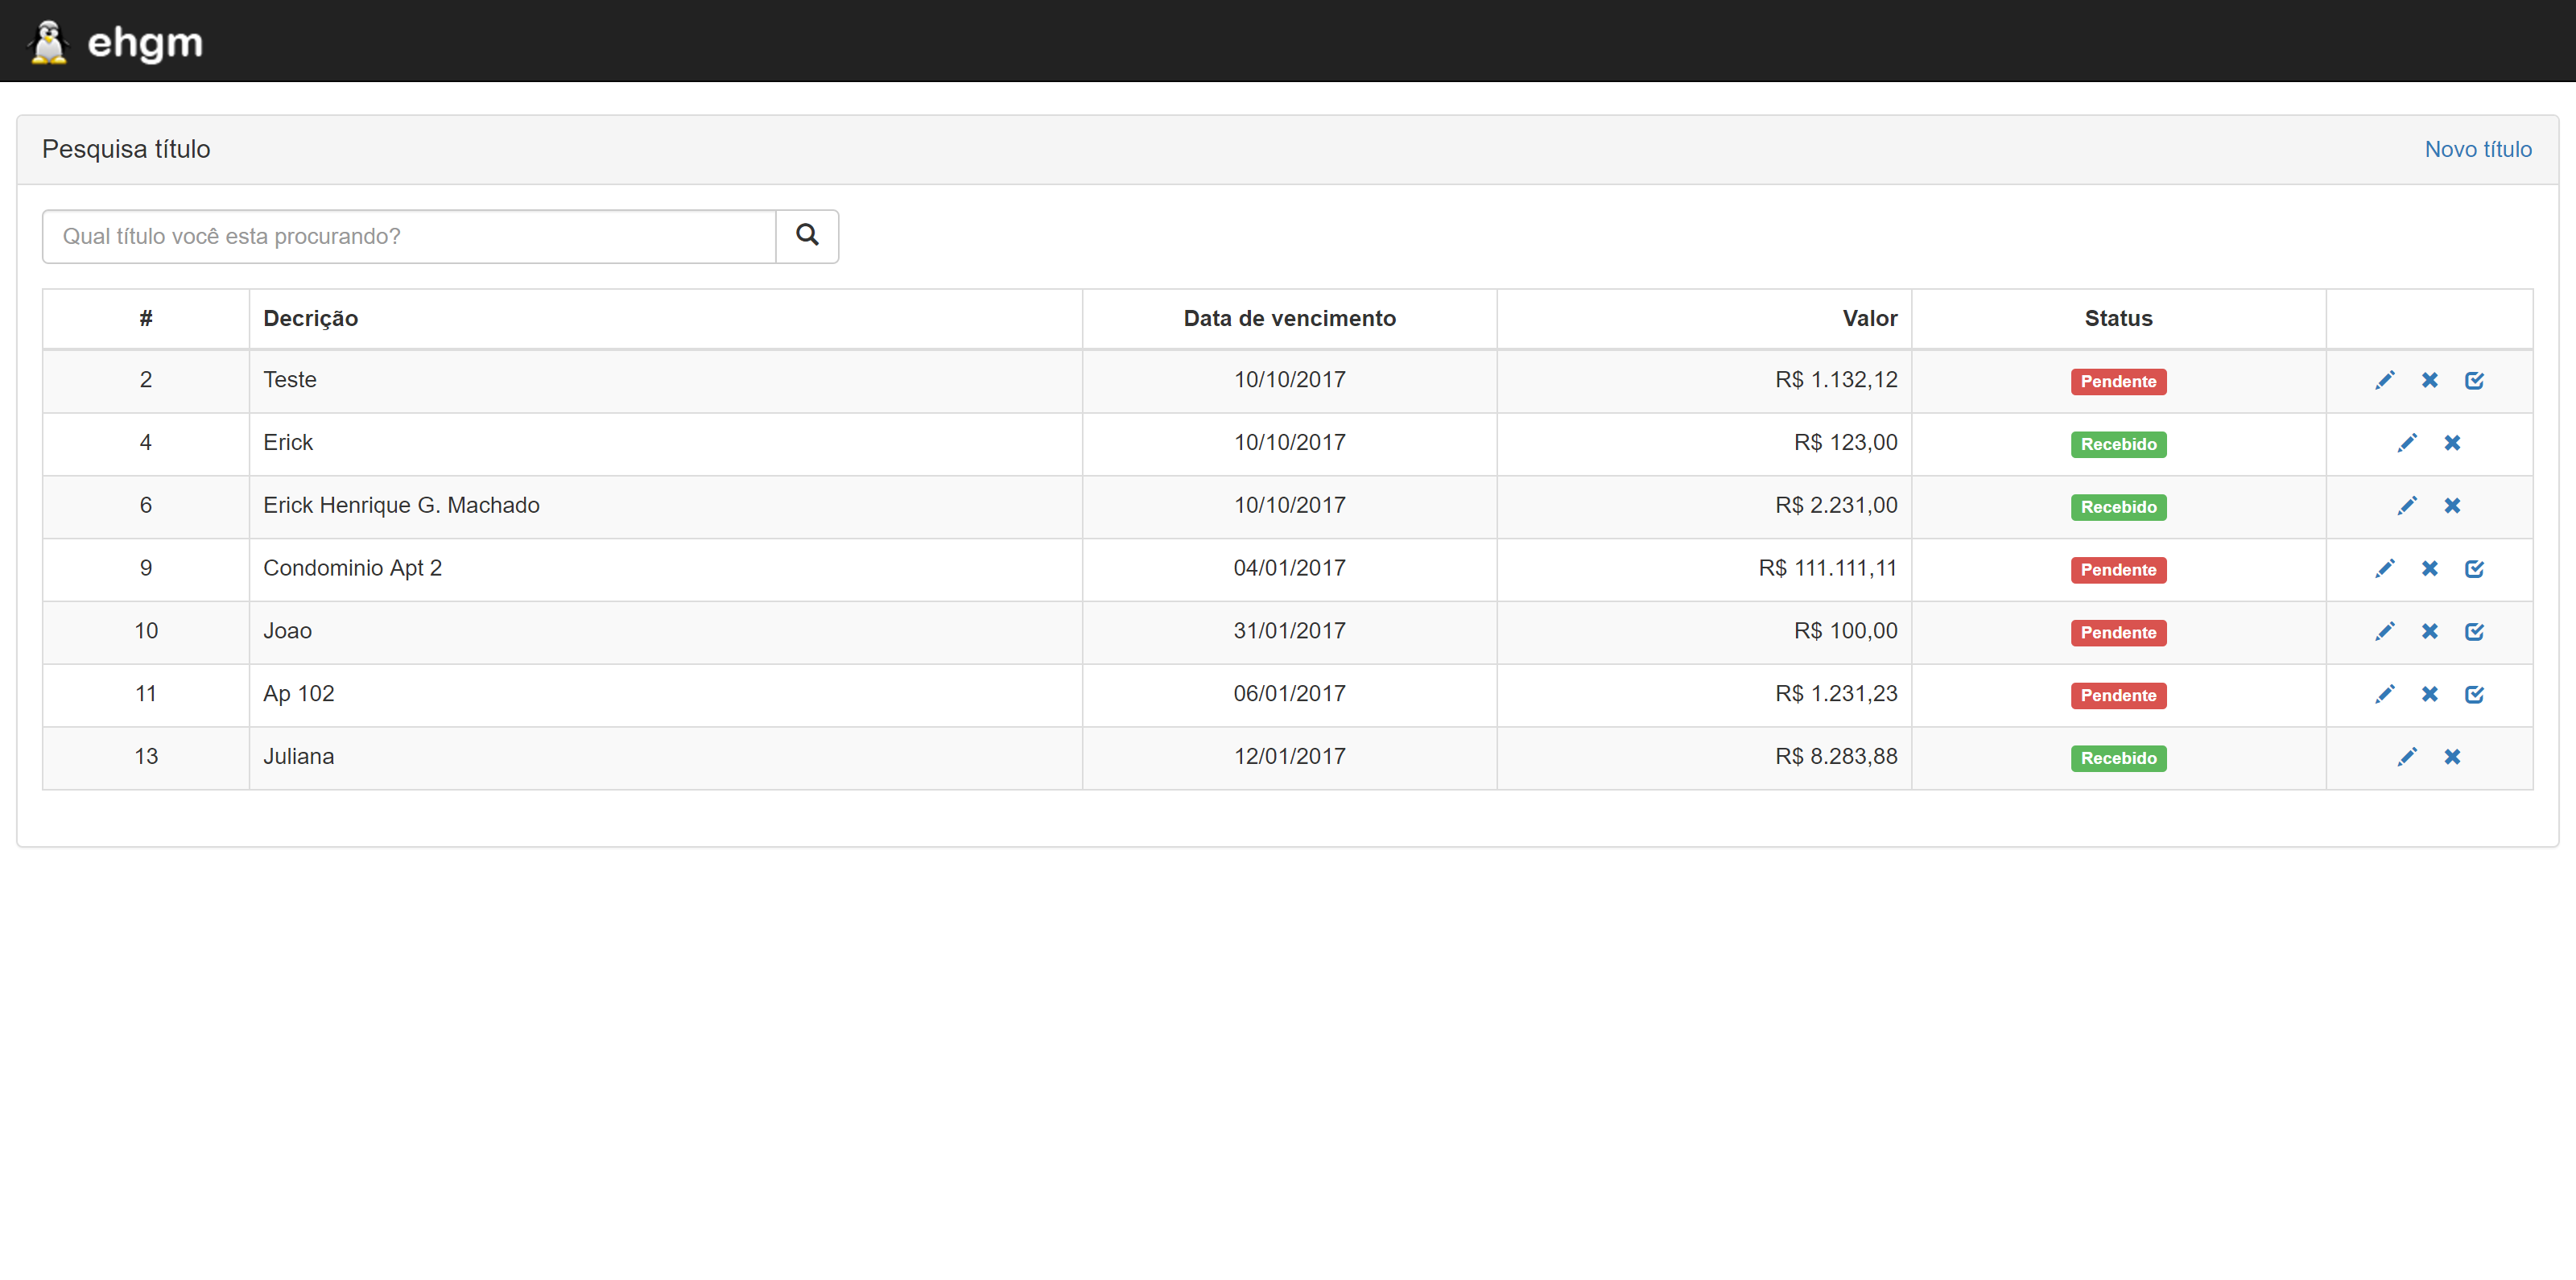 ehgm
Pesquisa título Novo título
Qual título você esta procurando?
# Decrição Data de vencimento Valor Status
2 Teste 10/10/2017 R$ 1.132,12 Pendente
4 Erick 10/10/2017 R$ 123,00 Recebido
6 Erick Henrique G. Machado 10/10/2017 R$ 2.231,00 Recebido
9 Condominio Apt 2 04/01/2017 R$ 111.111,11 Pendente
10 Joao 31/01/2017 R$ 100,00 Pendente
11 Ap 102 06/01/2017 R$ 1.231,23 Pendente
13 Juliana 12/01/2017 R$ 8.283,88 Recebido